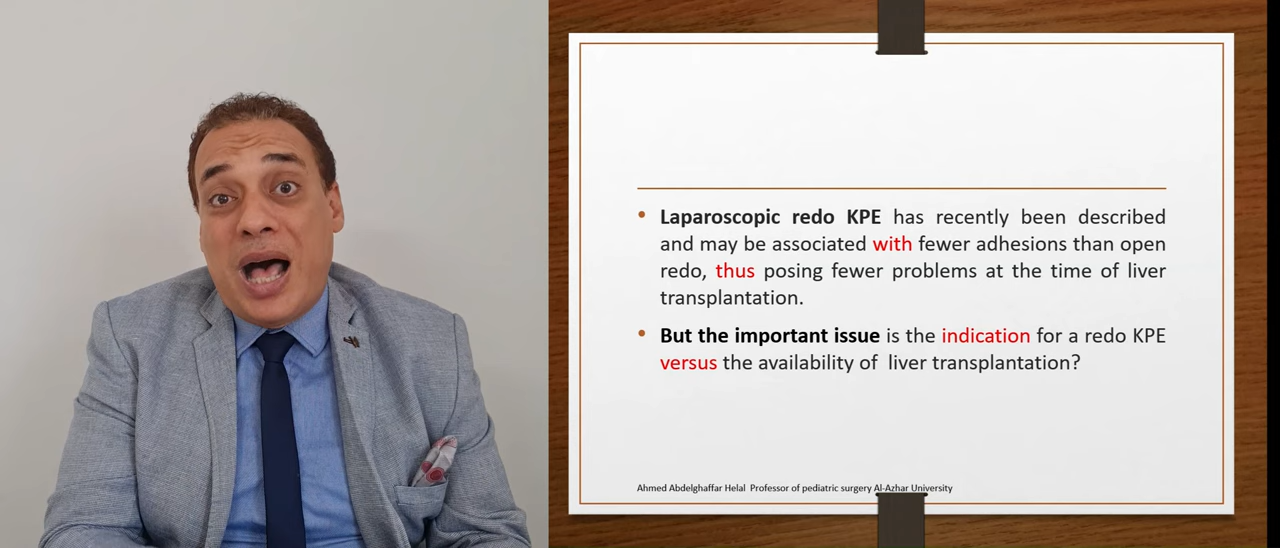 Laparoscopic redo KPE has recently been described
and may be associated with fewer adhesions than open
redo, thus posing fewer problems at the time of liver
transplantation.
But the important issue is the indication for a redo KPE
versus the availability of liver transplantation?
Ahmed Abdelghaffar Helal Professor of pediatric surgery Al-Azhar University